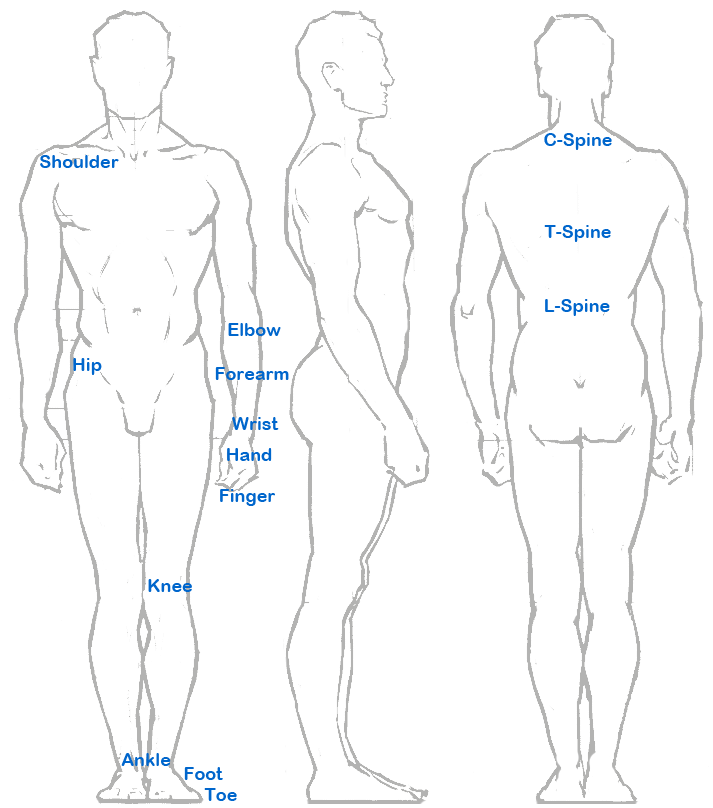 C-Spine
Shoulder
T-Spine
L-Spine
Elbow
Hip
Forearm
Wrist
Hand
Finger
Knee
Ankle
Foot
Toe